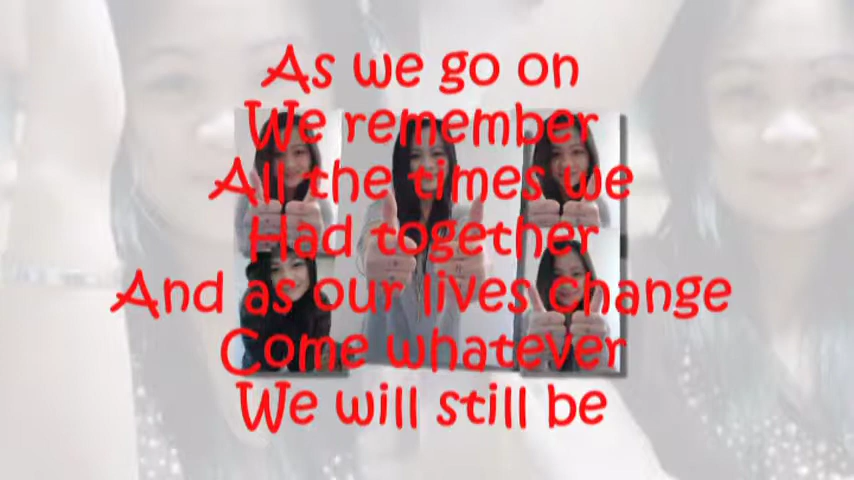 As we go on
We remember
All the times we
Had together
And as our lives change
Come whatever
We will still be